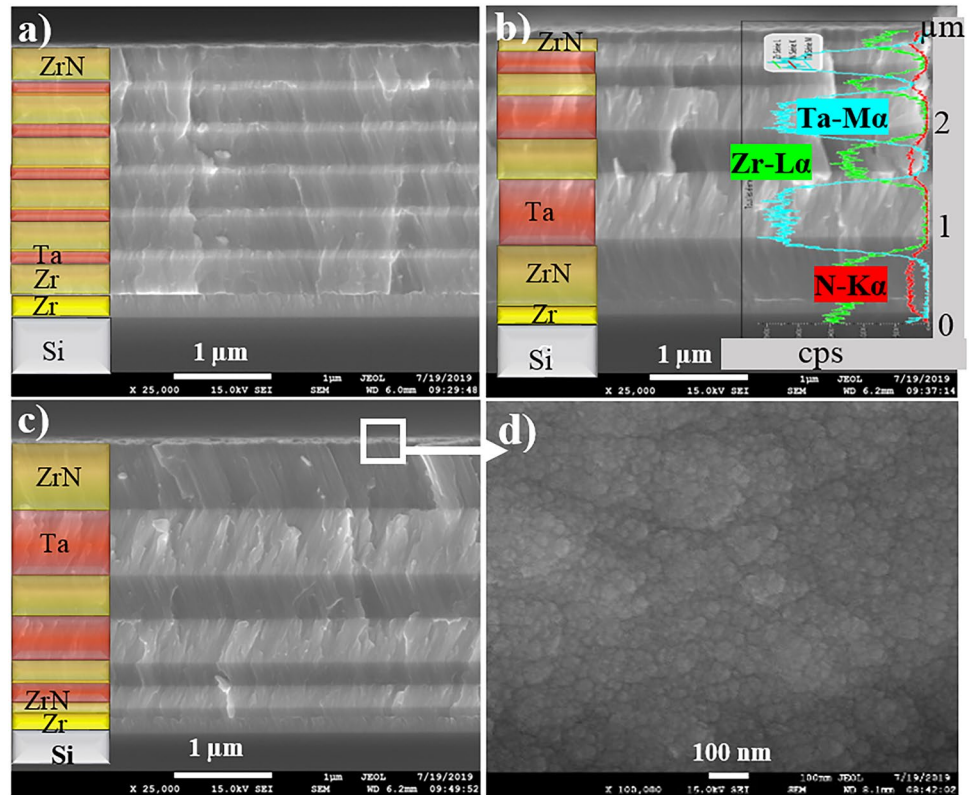 a)
ZrN
Ta
Zr
Zr
Si
1 µm
1µm JEOL 7/19/2019
X 25,000 15.0kV SEI SEM WD 6.0mm 09:29:48
b)
ZrN
Ta
ZrN
Zr
Si
µm
2
1
0
Ta-Mα
Zr-Lα
N-Kα
cps
1 µm
1µm JEOL 7/19/2019
X 25,000 15.0kV SEI SEM WD 6.2mm 09:37:14
c)
ZrN
Ta
ZrN
Zr
Si
1 µm
1µm JEOL 7/19/2019
X 25,000 15.0kV SEI SEM WD 6.2mm 09:49:52
d)
100 nm
100nm JEOL 7/19/2019
X 100,000 15.0kV SEI SEM WD 8.1mm 08:42:02